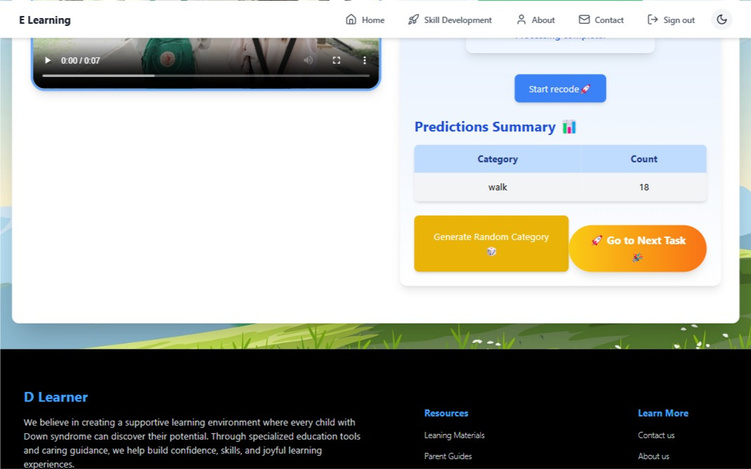 E Learning
Home
Skill Development
About
Contact
Sign out
0:00 / 0:07
Start recode 🚀
Predictions Summary 📊
Category Count
walk 18
Generate Random Category
🎲
🚀 Go to Next Task
🎉
D Learner
We believe in creating a supportive learning environment where every child with
Down syndrome can discover their potential. Through specialized education tools
and caring guidance, we help build confidence, skills, and joyful learning
experiences.
Resources
Leaning Materials
Parent Guides
Learn More
Contact us
About us